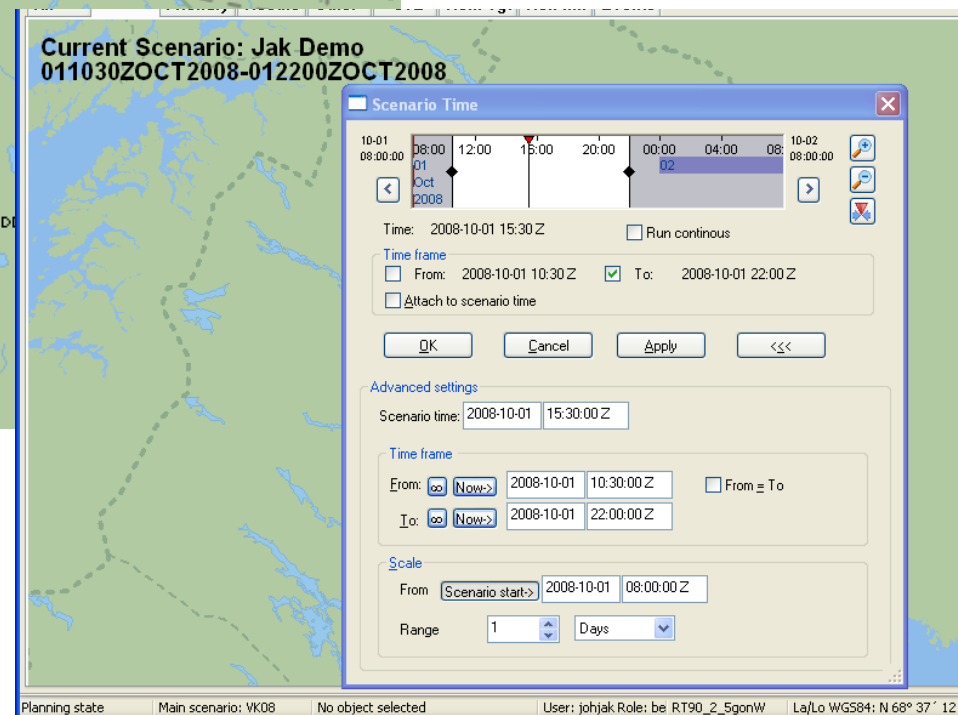 Current Scenario: Jak Demo
011030ZOCT2008-012200ZOCT2008
Scenario Time
10-01
08:00:00
08:00 12:00 16:00 20:00 00:00 04:00 08:
01
Oct
2008
02
10-02
08:00:00
Time: 2008-10-01 15:30 Z
Run continous
Time frame
From: 2008-10-01 10:30 Z To: 2008-10-01 22:00 Z
Attach to scenario time
OK Cancel Apply <<<
Advanced settings
Scenario time: 2008-10-01 15:30:00 Z
Time frame
From: ∞ Now-> 2008-10-01 10:30:00 Z From = To
To: ∞ Now-> 2008-10-01 22:00:00 Z
Scale
From Scenario start-> 2008-10-01 08:00:00 Z
Range 1 Days
Planning state Main scenario: VK08 No object selected User: johjak Role: be RT90_2_5gonW La/Lo WGS84: N 68° 37´ 12